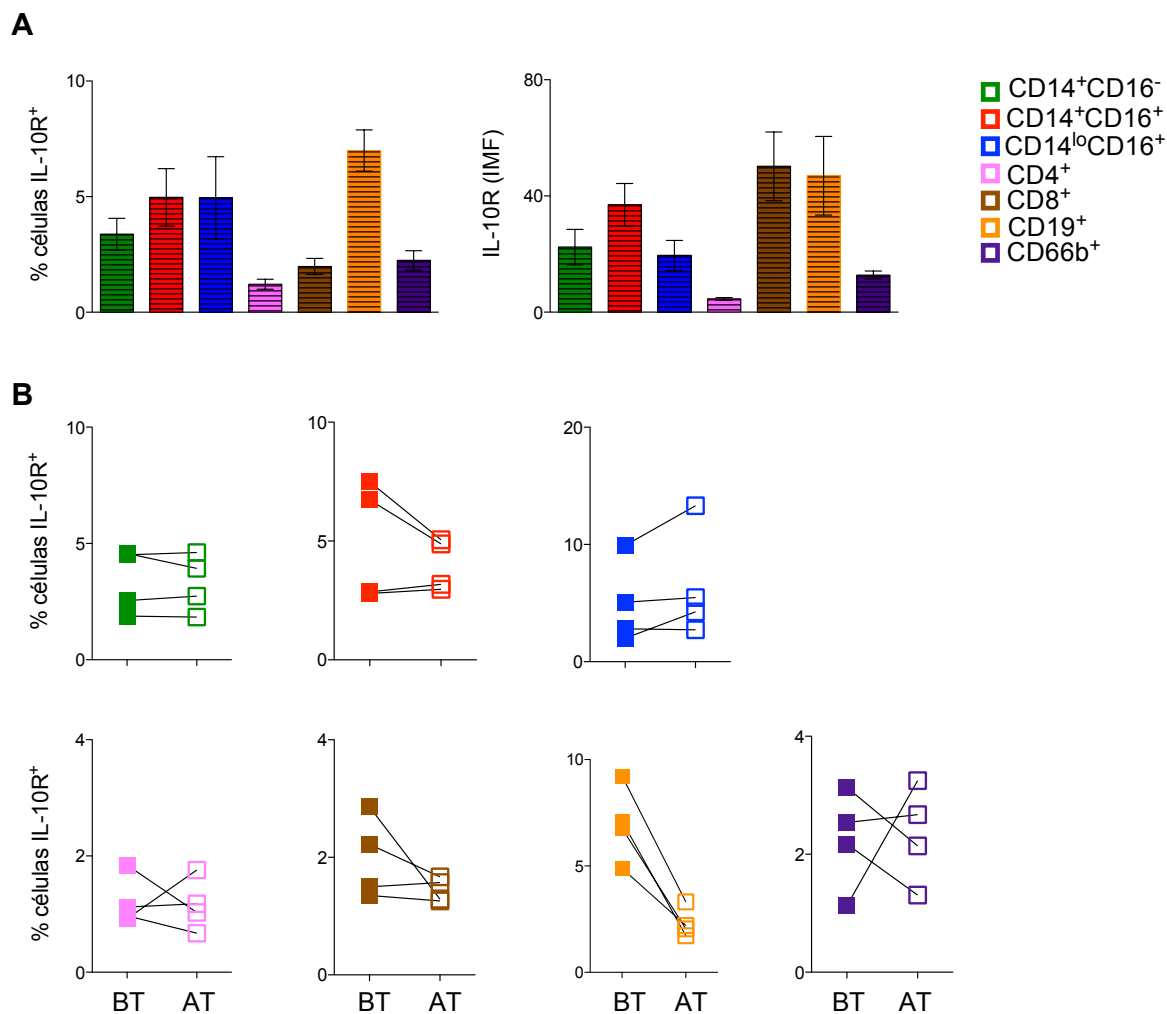 A
% células IL-10R⁺
10
5
0
IL-10R (IMF)
80
40
0
CD14⁺CD16⁻
CD14⁺CD16⁺
CD14ˡᵒCD16⁺
CD4⁺
CD8⁺
CD19⁺
CD66b⁺
B
% células IL-10R⁺
10
5
0
10
5
0
20
10
0
% células IL-10R⁺
4
2
0
BT AT
4
2
0
BT AT
10
5
0
BT AT
4
2
0
BT AT